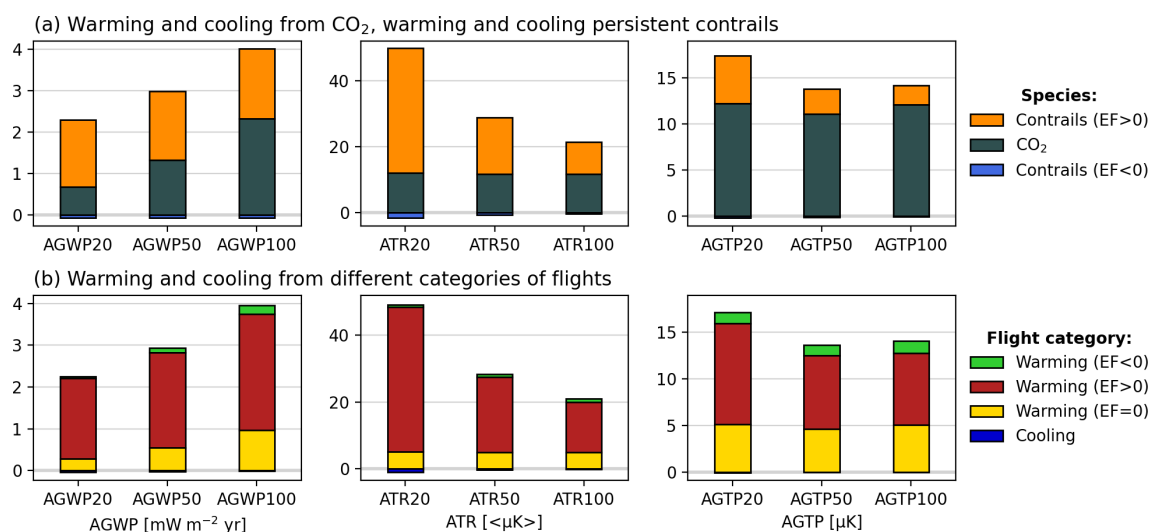 (a) Warming and cooling from CO₂, warming and cooling persistent contrails
4
3
2
1
0
AGWP20 AGWP50 AGWP100
40
20
0
ATR20 ATR50 ATR100
15
10
5
0
AGTP20 AGTP50 AGTP100
Species:
Contrails (EF>0)
CO₂
Contrails (EF<0)
(b) Warming and cooling from different categories of flights
4
3
2
1
0
AGWP20 AGWP50 AGWP100
AGWP [mW m⁻² yr]
40
20
0
ATR20 ATR50 ATR100
ATR [<μK>]
15
10
5
0
AGTP20 AGTP50 AGTP100
AGTP [μK]
Flight category:
Warming (EF<0)
Warming (EF>0)
Warming (EF=0)
Cooling